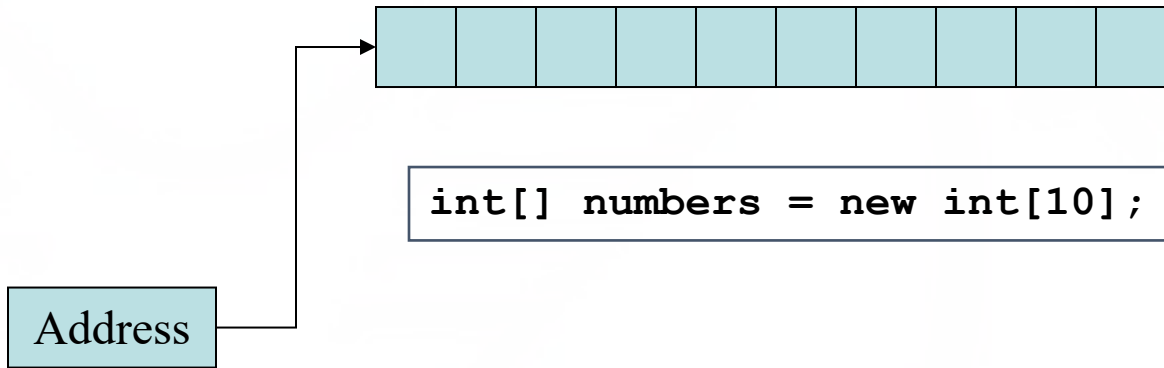 int[] numbers = new int[10];
Address